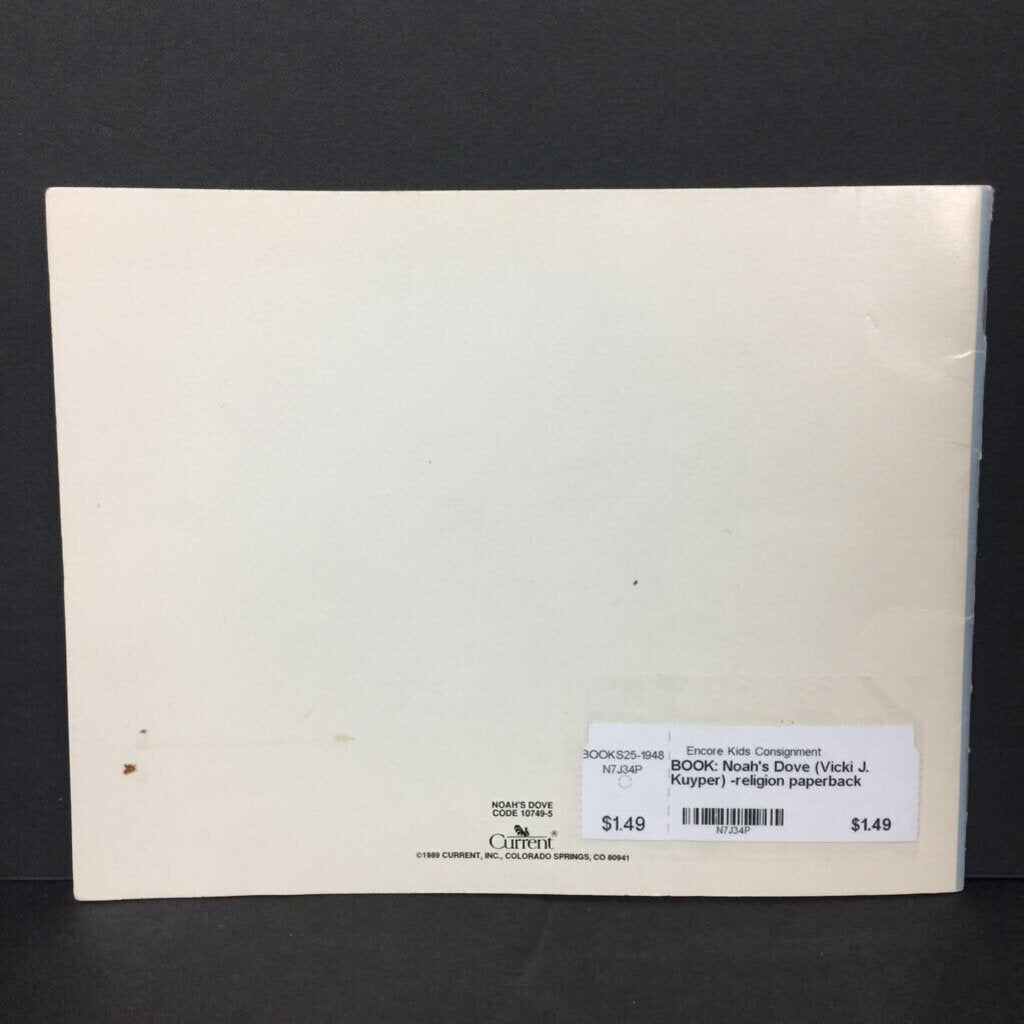 BOOKS25-1948
N7J34P
$1.49
Encore Kids Consignment
BOOK: Noah's Dove (Vicki J.
Kuyper) -religion paperback
N7J34P
$1.49
NOAH'S DOVE
CODE 10749-5
Current®
©1989 CURRENT, INC., COLORADO SPRINGS, CO 80941